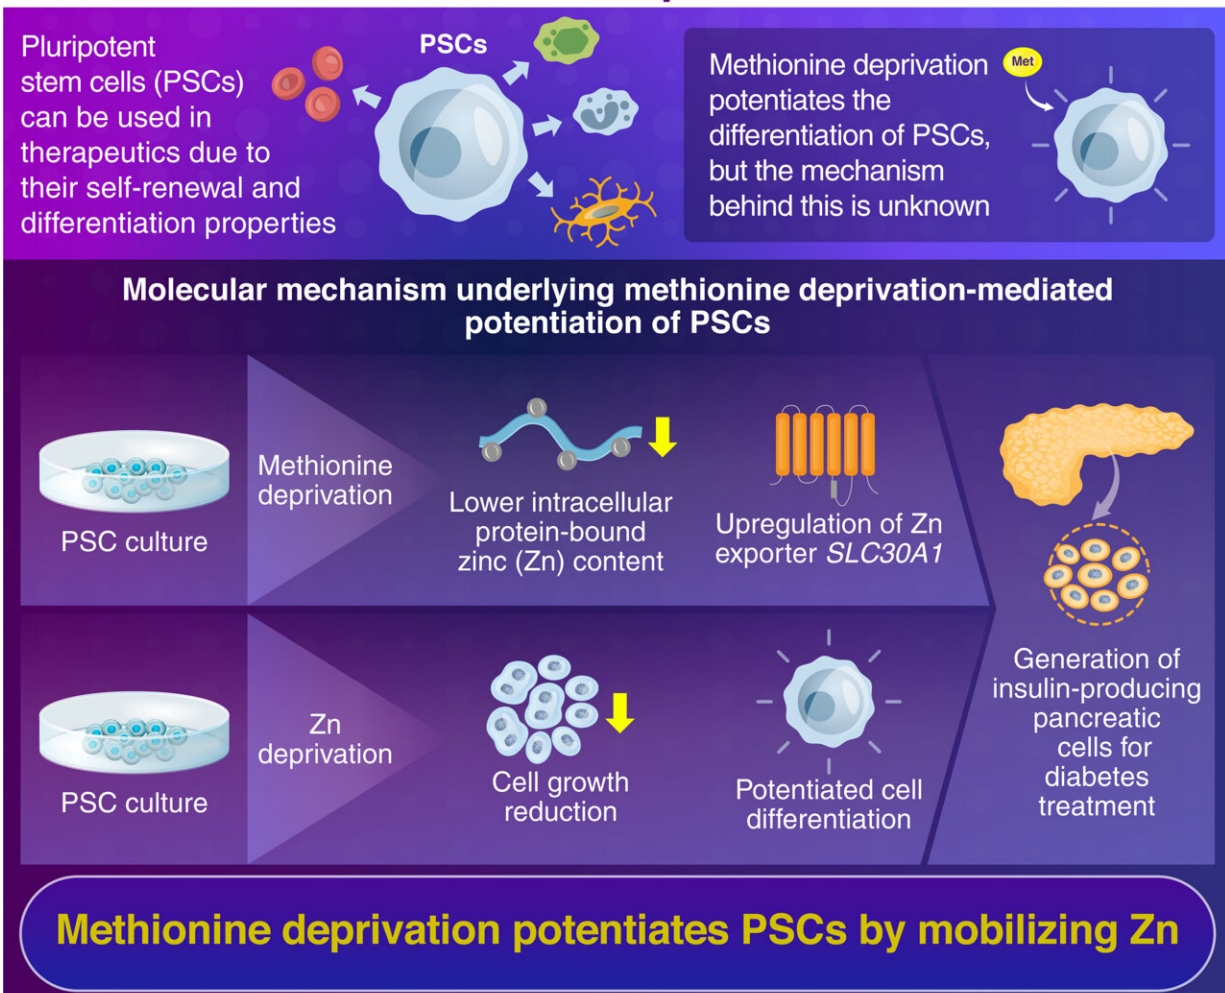 Pluripotent
stem cells (PSCs)
can be used in
therapeutics due to
their self-renewal and
differentiation properties
PSCs
Methionine deprivation
potentiates the
differentiation of PSCs,
but the mechanism
behind this is unknown
Met
Molecular mechanism underlying methionine deprivation-mediated
potentiation of PSCs
PSC culture
Methionine
deprivation
Lower intracellular
protein-bound
zinc (Zn) content
Upregulation of Zn
exporter SLC30A1
PSC culture
Zn
deprivation
Cell growth
reduction
Potentiated cell
differentiation
Generation of
insulin-producing
pancreatic
cells for
diabetes
treatment
Methionine deprivation potentiates PSCs by mobilizing Zn